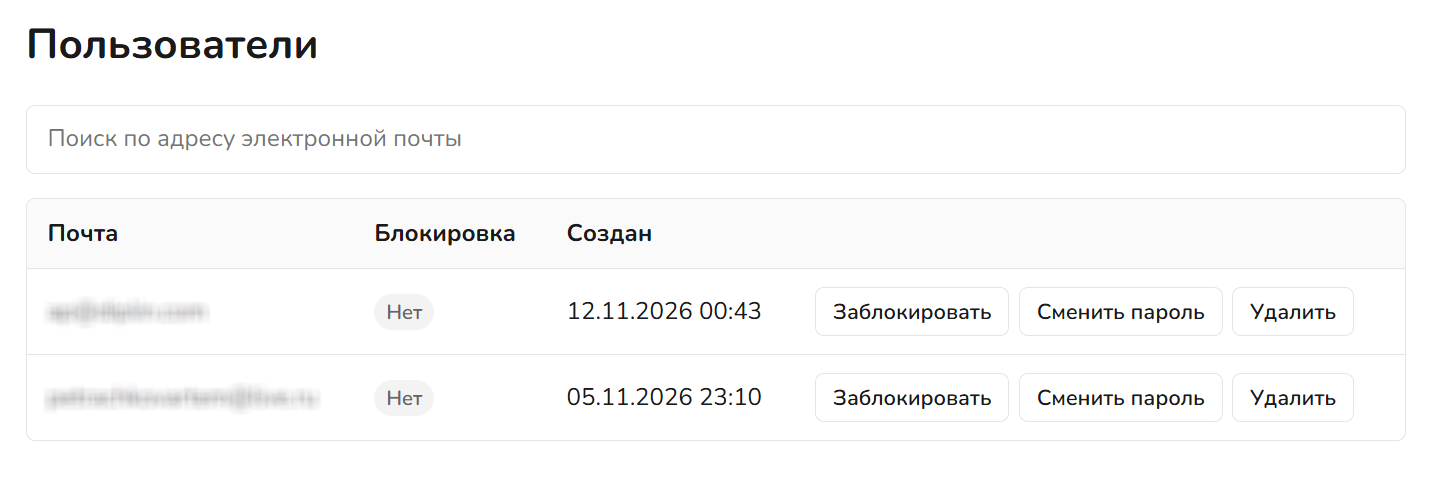 Пользователи
Поиск по адресу электронной почты
Почта Блокировка Создан
Нет 12.11.2026 00:43 Заблокировать Сменить пароль Удалить
Нет 05.11.2026 23:10 Заблокировать Сменить пароль Удалить